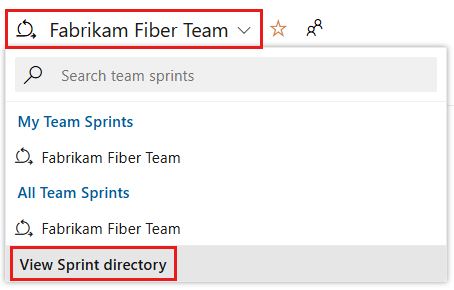 Fabrikam Fiber Team
Search team sprints
My Team Sprints
Fabrikam Fiber Team
All Team Sprints
Fabrikam Fiber Team
View Sprint directory